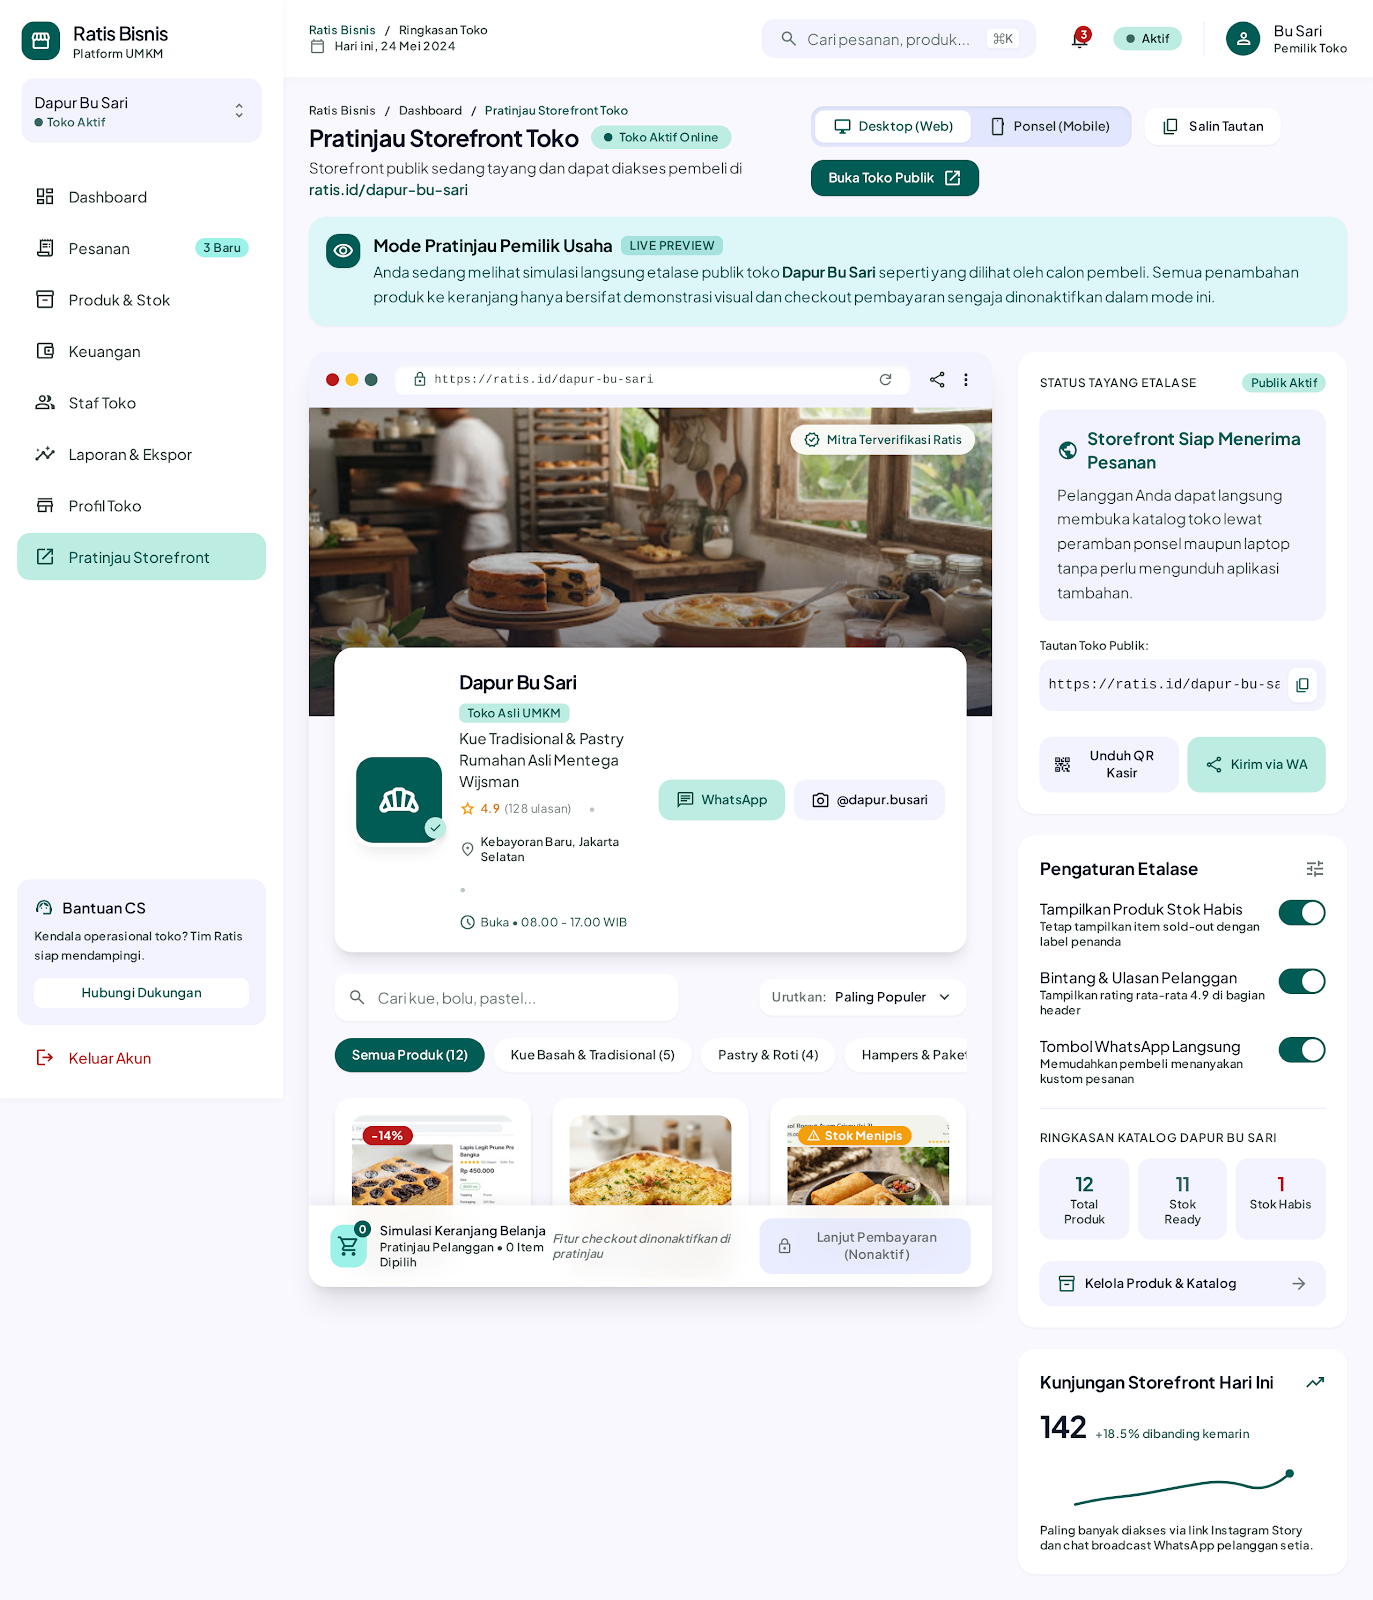 Ratis Bisnis
Platform UMKM
Dapur Bu Sari
Toko Aktif
Dashboard
Pesanan
3 Baru
Produk & Stok
Keuangan
Staf Toko
Laporan & Ekspor
Profil Toko
Pratinjau Storefront
Bantuan CS
Kendala operasional toko? Tim Ratis
siap mendampingi.
Hubungi Dukungan
Keluar Akun
Ratis Bisnis / Ringkasan Toko
Hari ini, 24 Mei 2024
Cari pesanan, produk...
⌘K
3
Aktif
Bu Sari
Pemilik Toko
Ratis Bisnis / Dashboard / Pratinjau Storefront Toko
Pratinjau Storefront Toko
Toko Aktif Online
Storefront publik sedang tayang dan dapat diakses pembeli di
ratis.id/dapur-bu-sari
Desktop (Web)
Ponsel (Mobile)
Salin Tautan
Buka Toko Publik
Mode Pratinjau Pemilik Usaha
LIVE PREVIEW
Anda sedang melihat simulasi langsung etalase publik toko Dapur Bu Sari seperti yang dilihat oleh calon pembeli. Semua penambahan
produk ke keranjang hanya bersifat demonstrasi visual dan checkout pembayaran sengaja dinonaktifkan dalam mode ini.
https://ratis.id/dapur-bu-sari
Mitra Terverifikasi Ratis
Dapur Bu Sari
Toko Asli UMKM
Kue Tradisional & Pastry
Rumahan Asli Mentega
Wijsman
4.9 (128 ulasan) •
Kebayoran Baru, Jakarta
Selatan
•
Buka • 08.00 - 17.00 WIB
WhatsApp
@dapur.busari
Cari kue, bolu, pastel...
Urutkan: Paling Populer
Semua Produk (12)
Kue Basah & Tradisional (5)
Pastry & Roti (4)
Hampers & Paket
-14%
Lapis Legit Prune Pre
Bangka
Rp 450.000
Stok Menipis
0
Simulasi Keranjang Belanja
Pratinjau Pelanggan • 0 Item
Dipilih
Fitur checkout dinonaktifkan di
pratinjau
Lanjut Pembayaran
(Nonaktif)
STATUS TAYANG ETALASE
Publik Aktif
Storefront Siap Menerima
Pesanan
Pelanggan Anda dapat langsung
membuka katalog toko lewat
peramban ponsel maupun laptop
tanpa perlu mengunduh aplikasi
tambahan.
Tautan Toko Publik:
https://ratis.id/dapur-bu-sa
Unduh QR
Kasir
Kirim via WA
Pengaturan Etalase
Tampilkan Produk Stok Habis
Tetap tampilkan item sold-out dengan
label penanda
Bintang & Ulasan Pelanggan
Tampilkan rating rata-rata 4.9 di bagian
header
Tombol WhatsApp Langsung
Memudahkan pembeli menanyakan
kustom pesanan
RINGKASAN KATALOG DAPUR BU SARI
12
Total
Produk
11
Stok
Ready
1
Stok Habis
Kelola Produk & Katalog
Kunjungan Storefront Hari Ini
142
+18.5% dibanding kemarin
Paling banyak diakses via link Instagram Story
dan chat broadcast WhatsApp pelanggan setia.